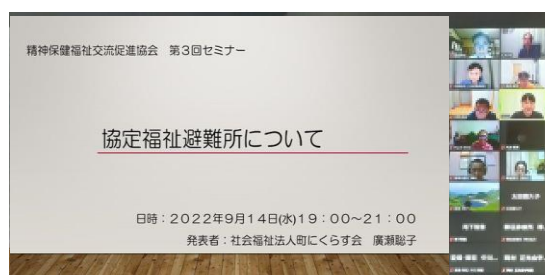 精神保健福祉交流促進協会　第３回セミナー
協定福祉避難所について
日時：２０２２年９月１４日(水)１９：００～２１：００
発表者：社会福祉法人町にくらす会　廣瀬聡子